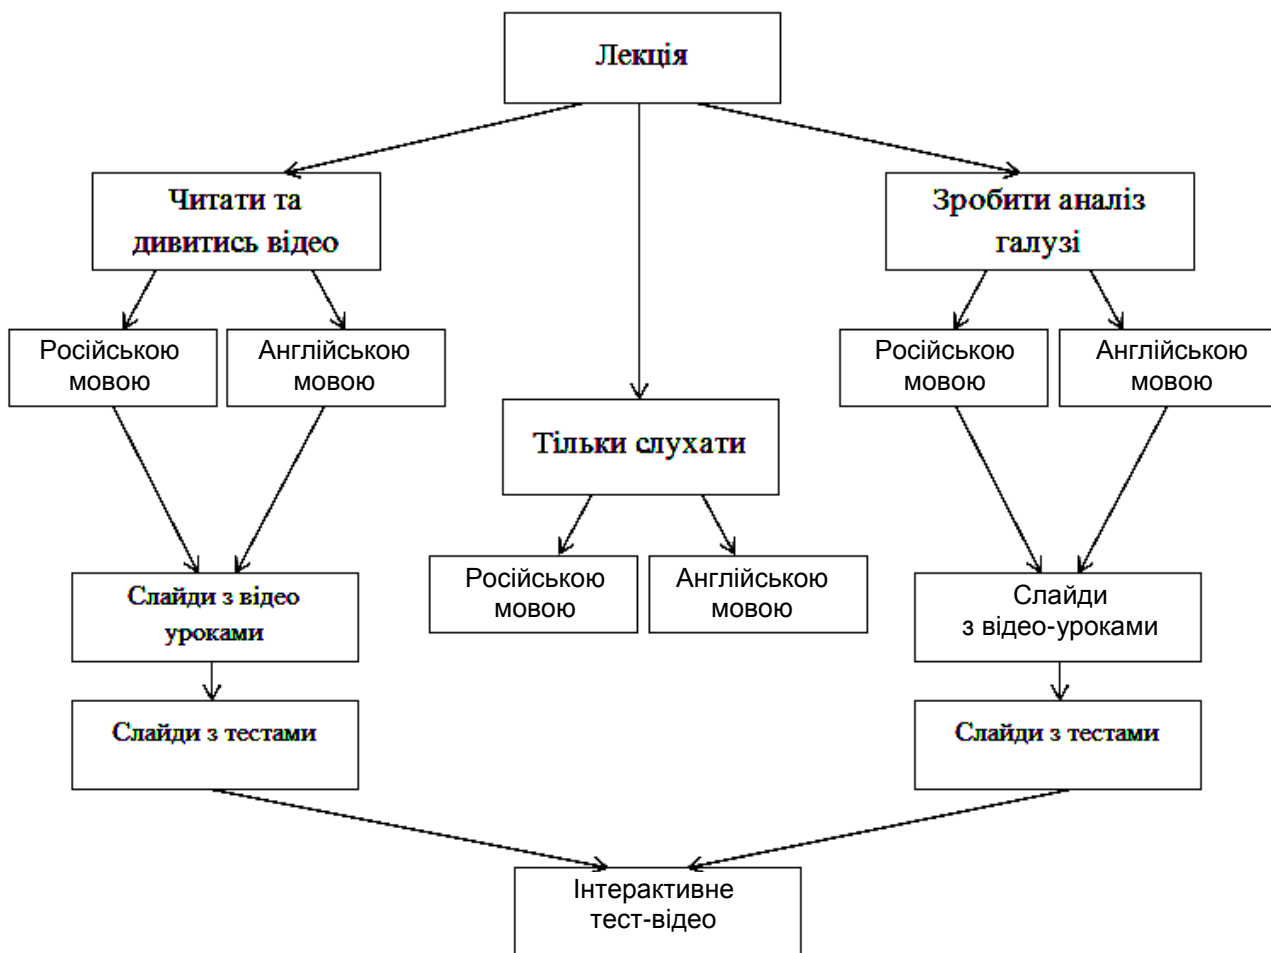 Лекція
Читати та
дивитись відео
Зробити аналіз
галузі
Російською
мовою
Англійською
мовою
Російською
мовою
Англійською
мовою
Тільки слухати
Російською
мовою
Англійською
мовою
Слайди з відео
уроками
Слайди
з відео-уроками
Слайди з тестами
Слайди з тестами
Інтерактивне
тест-відео